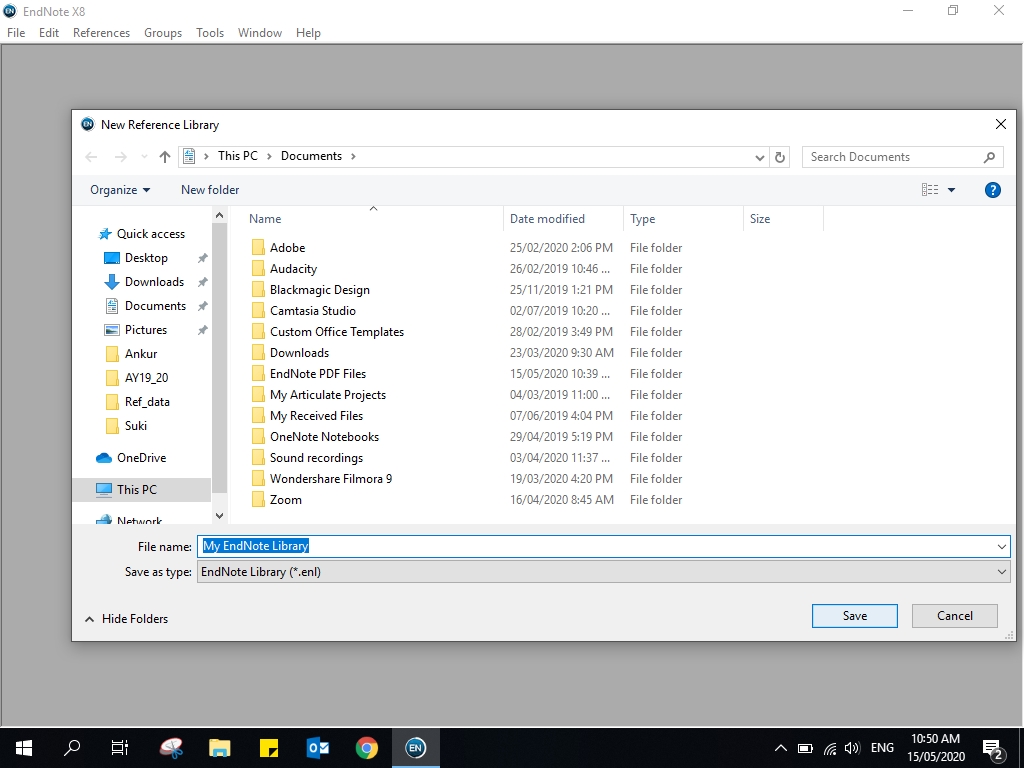 EndNote X8
File Edit References Groups Tools Window Help
EN New Reference Library
This PC > Documents >
Search Documents
Organize New folder
?
Name Date modified Type Size
Quick access
Desktop
Downloads
Documents
Pictures
Ankur
AY19_20
Ref_data
Suki
OneDrive
This PC
Network
Adobe 25/02/2020 2:06 PM File folder
Audacity 26/02/2019 10:46 ... File folder
Blackmagic Design 25/11/2019 1:21 PM File folder
Camtasia Studio 02/07/2019 10:20 ... File folder
Custom Office Templates 28/02/2019 3:49 PM File folder
Downloads 23/03/2020 9:30 AM File folder
EndNote PDF Files 15/05/2020 10:39 ... File folder
My Articulate Projects 04/03/2019 11:00 ... File folder
My Received Files 07/06/2019 4:04 PM File folder
OneNote Notebooks 29/04/2019 5:19 PM File folder
Sound recordings 03/04/2020 11:37 ... File folder
Wondershare Filmora 9 19/03/2020 4:20 PM File folder
Zoom 16/04/2020 8:45 AM File folder
File name: My EndNote Library
Save as type: EndNote Library (*.enl)
Hide Folders
Save Cancel
EN
ENG
10:50 AM
15/05/2020
2